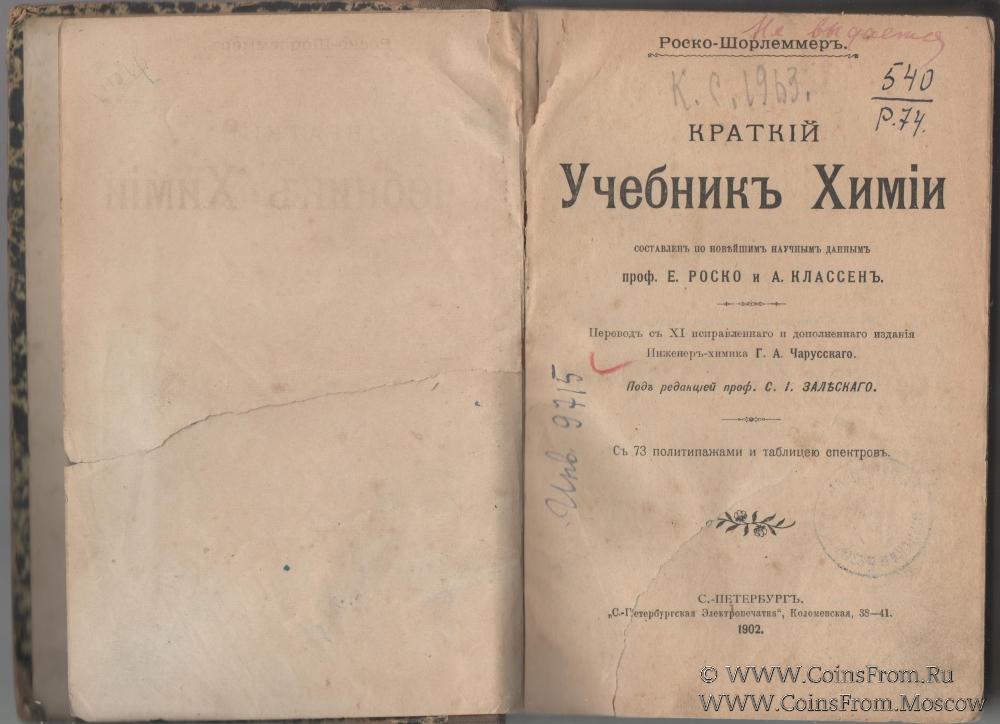 Не выдается
Роско-Шорлеммеръ.
540
Р.74.
К. С. 1963.
КРАТКІЙ
Учебникъ Химіи
СОСТАВЛЕНЪ ПО НОВѢЙШИМЪ НАУЧНЫМЪ ДАННЫМЪ
проф. Е. РОСКО и А. КЛАССЕНЪ.
Переводъ съ XI исправленнаго и дополненнаго изданія
Инженеръ-химика Г. А. Чарусскаго.
Подъ редакціей проф. С. І. ЗАЛѢСКАГО.
Инв 9715
Съ 73 политипажами и таблицею спектровъ.
С.-ПЕТЕРБУРГЪ.
„С.-Петербургская Электропечатня“, Коломенская, 38—41.
1902.
© WWW.CoinsFrom.Ru
WWW.CoinsFrom.Moscow